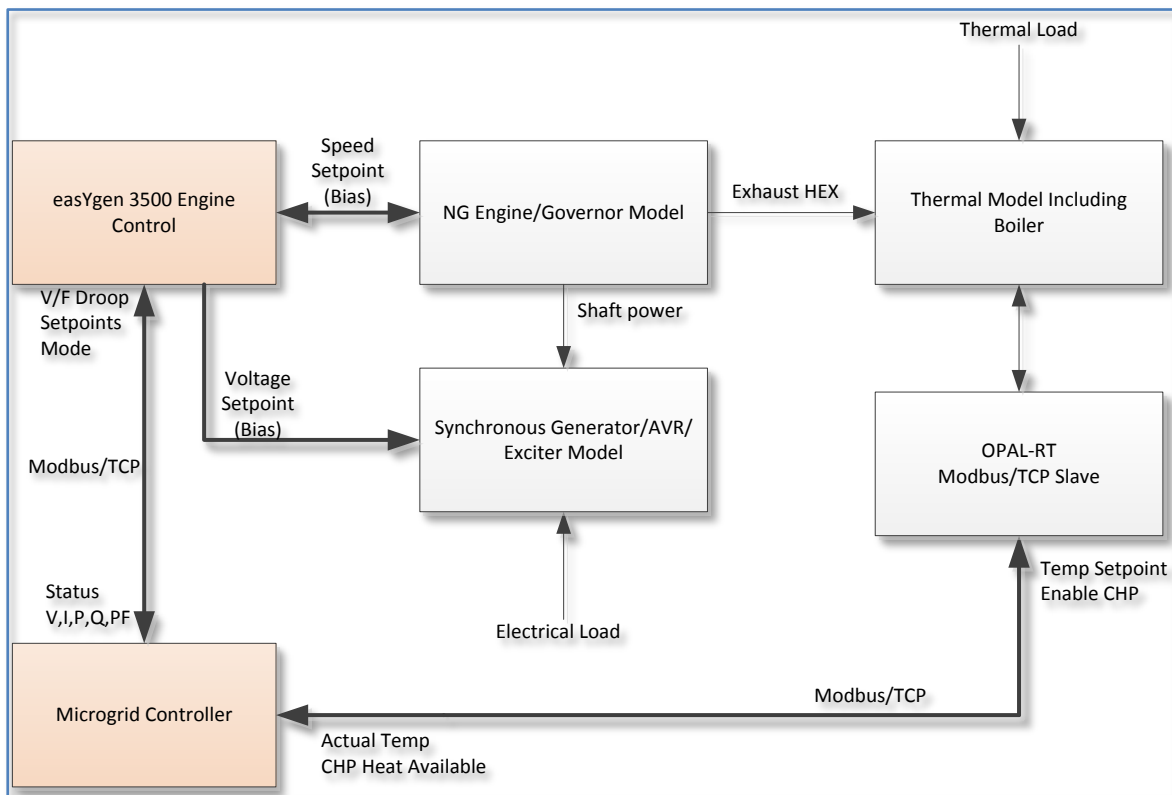 Thermal Load
easYgen 3500 Engine
Control
Speed
Setpoint
(Bias)
NG Engine/Governor Model
Exhaust HEX
Thermal Model Including
Boiler
V/F Droop
Setpoints
Mode
Shaft power
Voltage
Setpoint
(Bias)
Synchronous Generator/AVR/
Exciter Model
OPAL-RT
Modbus/TCP Slave
Modbus/TCP
Status
V,I,P,Q,PF
Electrical Load
Temp Setpoint
Enable CHP
Microgrid Controller
Modbus/TCP
Actual Temp
CHP Heat Available